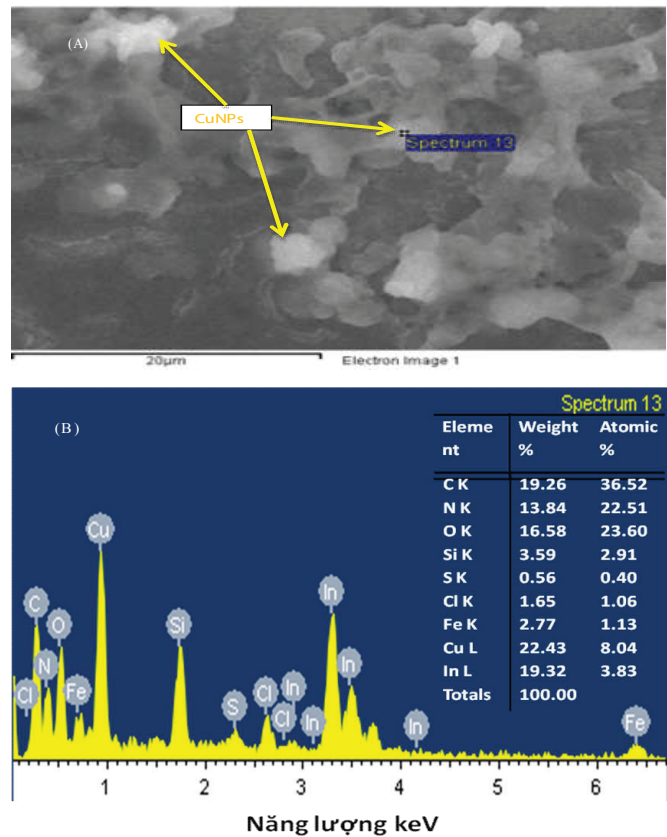 (A)
CuNPs
Spectrum 13
20µm
Electron Image 1
(B)
Spectrum 13
Eleme
nt
Weight
%
Atomic
%
C K 19.26 36.52
N K 13.84 22.51
O K 16.58 23.60
Si K 3.59 2.91
S K 0.56 0.40
Cl K 1.65 1.06
Fe K 2.77 1.13
Cu L 22.43 8.04
In L 19.32 3.83
Totals 100.00
Cl
C
N
O
Fe
Cu
Si
S
Cl
Cl
In
In
In
In
In
Fe
1 2 3 4 5 6
Năng lượng keV